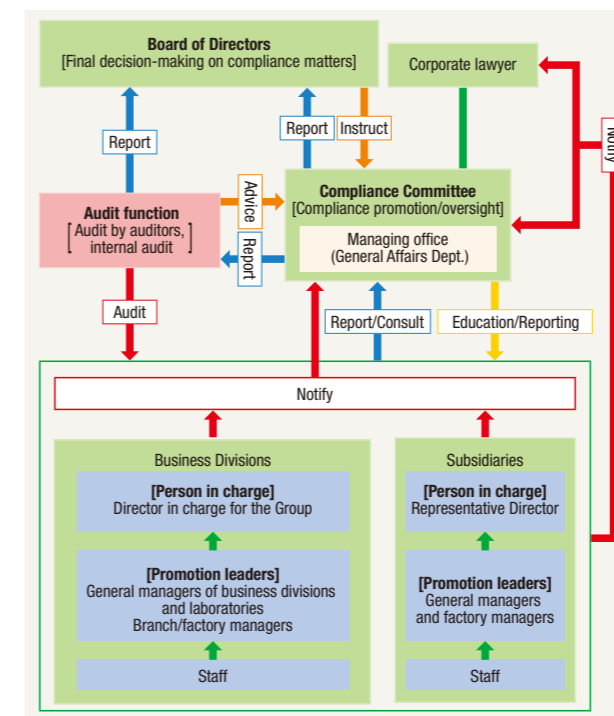 Board of Directors
[Final decision-making on compliance matters]
Corporate lawyer
Report
Report
Instruct
Notify
Audit function
[Audit by auditors,
internal audit]
Advice
Report
Compliance Committee
[Compliance promotion/oversight]
Managing office
(General Affairs Dept.)
Audit
Report/Consult
Education/Reporting
Notify
Business Divisions
[Person in charge]
Director in charge for the Group
[Promotion leaders]
General managers of business divisions
and laboratories
Branch/factory managers
Staff
Subsidiaries
[Person in charge]
Representative Director
[Promotion leaders]
General managers
and factory managers
Staff